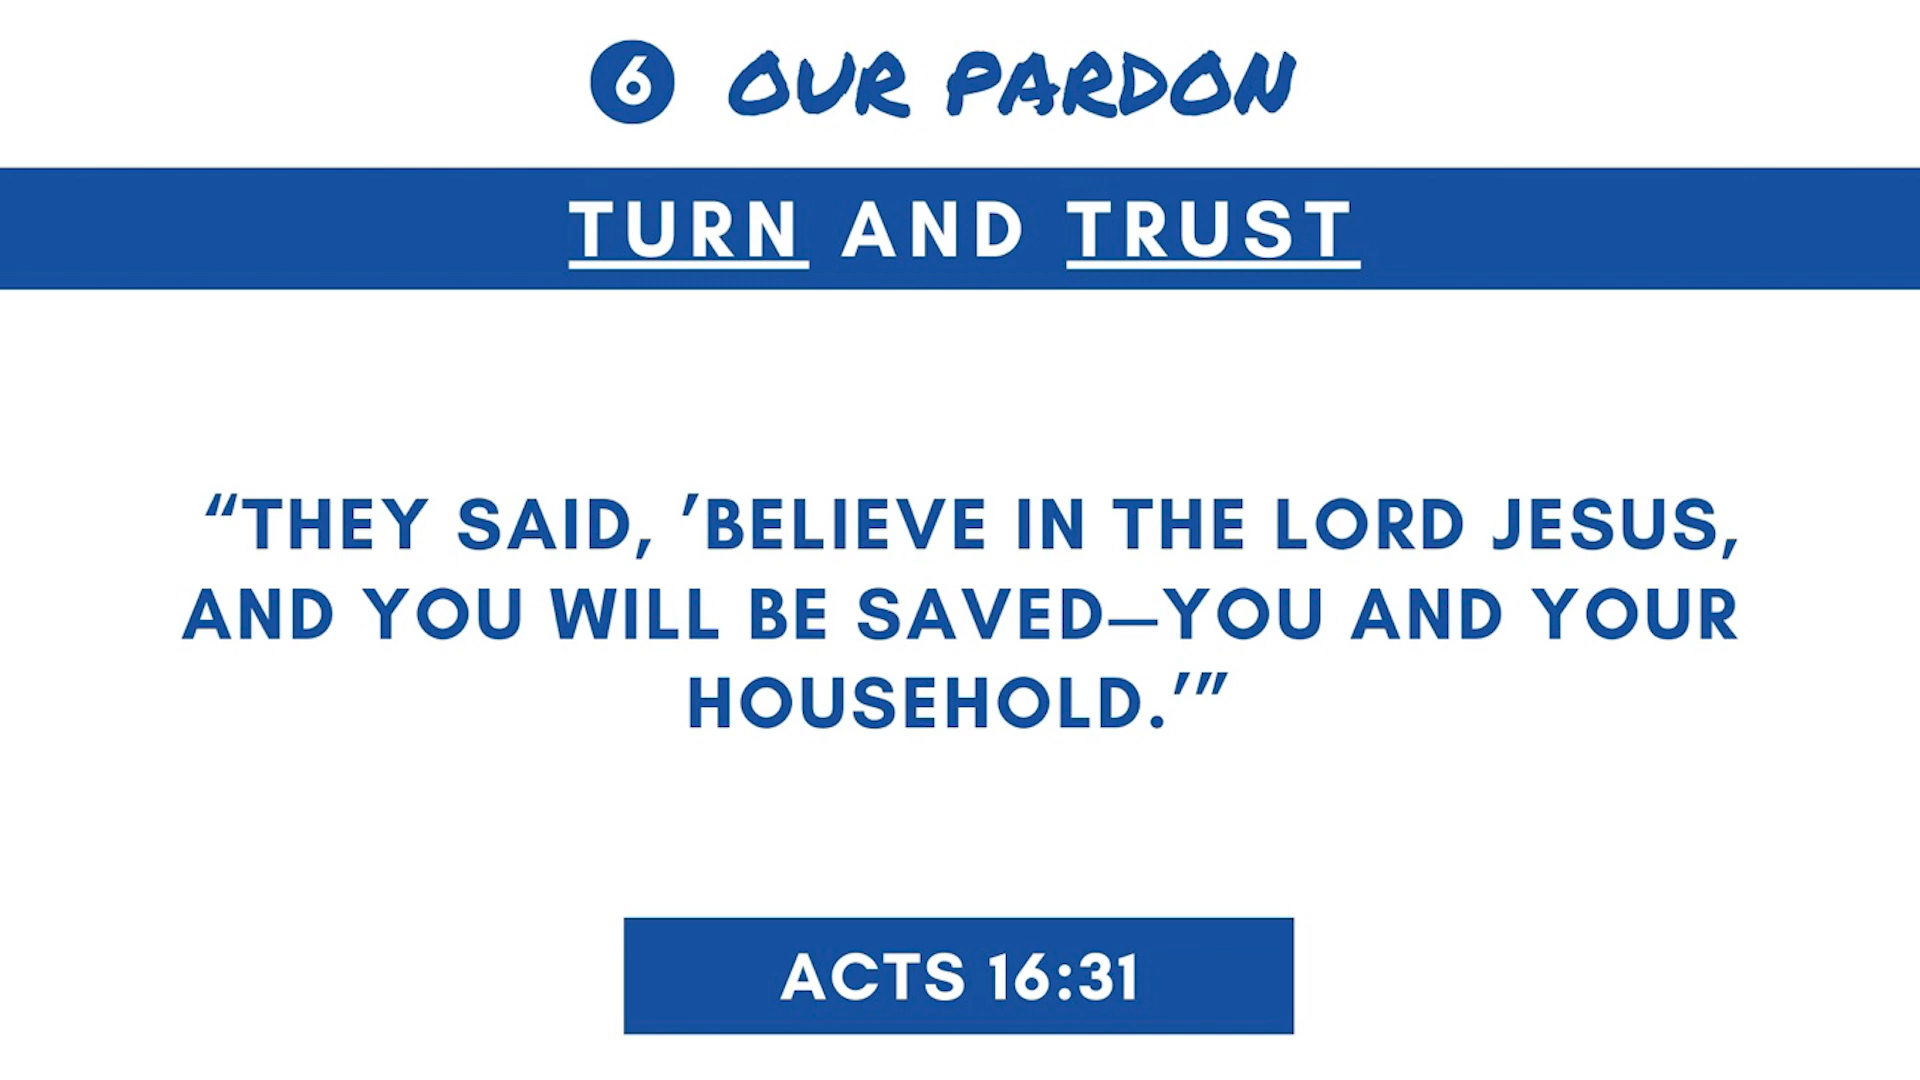 6 OUR PARDON
TURN AND TRUST
“THEY SAID, ’BELIEVE IN THE LORD JESUS,
AND YOU WILL BE SAVED—YOU AND YOUR
HOUSEHOLD.’”
ACTS 16:31